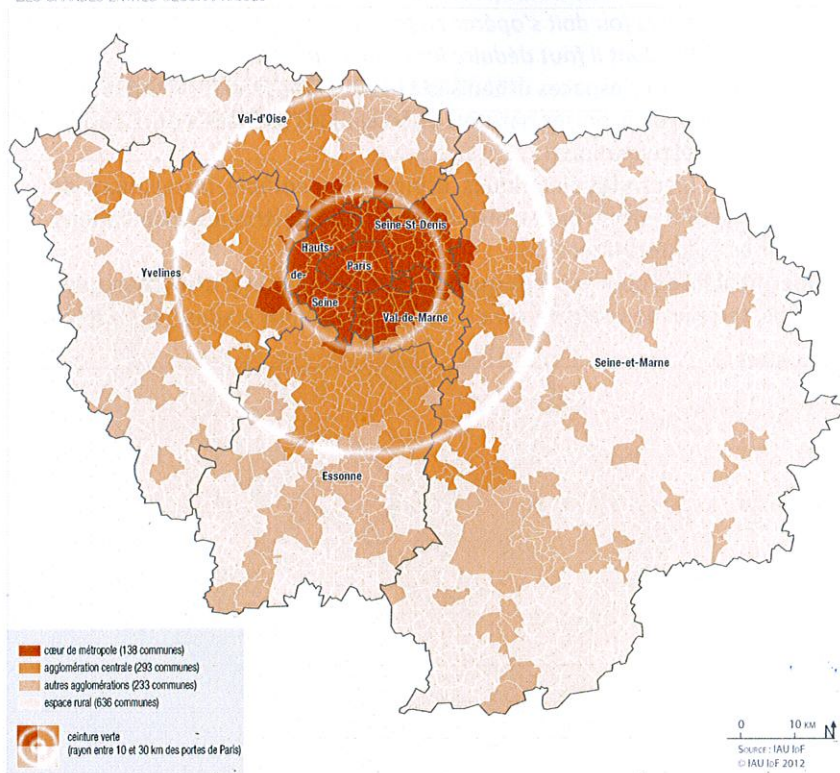 Val-d'Oise
Seine-St-Denis
Hauts-
Paris
Yvelines
de-
Seine
Val-de-Marne
Seine-et-Marne
Essonne
cœur de métropole (138 communes)
agglomération centrale (293 communes)
autres agglomérations (233 communes)
espace rural (636 communes)
ceinture verte
(rayon entre 10 et 30 km des portes de Paris)
0 10 KM
N
Source : IAU îdF
© IAU îdF 2012